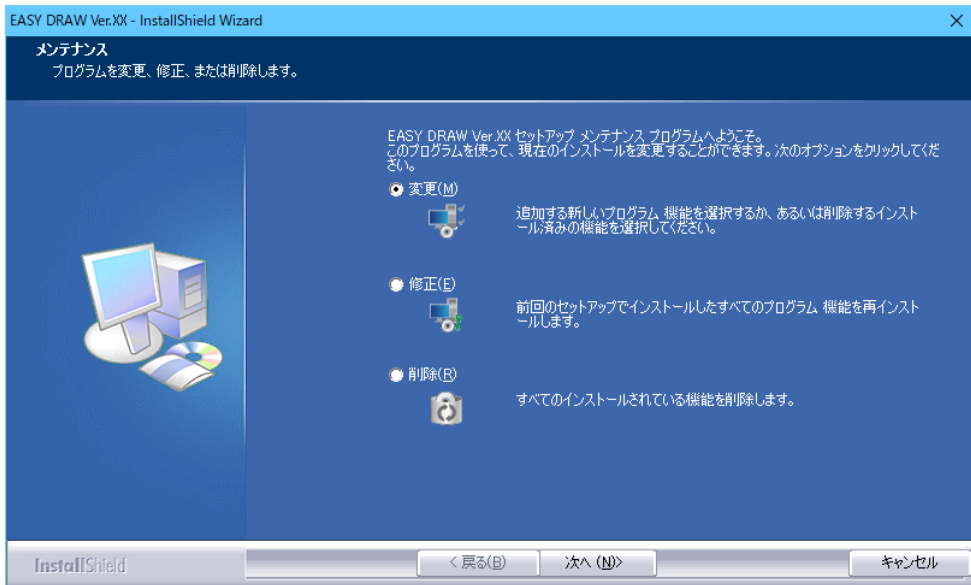 EASY DRAW Ver.XX - InstallShield Wizard
メンテナンス
プログラムを変更、修正、または削除します。
EASY DRAW Ver.XX セットアップ メンテナンス プログラムへようこそ。
このプログラムを使って、現在のインストールを変更することができます。次のオプションをクリックしてくだ
さい。
変更(M)
追加する新しいプログラム 機能を選択するか、あるいは削除するインスト
ール済みの機能を選択してください。
修正(E)
前回のセットアップでインストールしたすべてのプログラム 機能を再インスト
ールします。
削除(R)
すべてのインストールされている機能を削除します。
InstallShield
< 戻る(B)
次へ (N)>
キャンセル